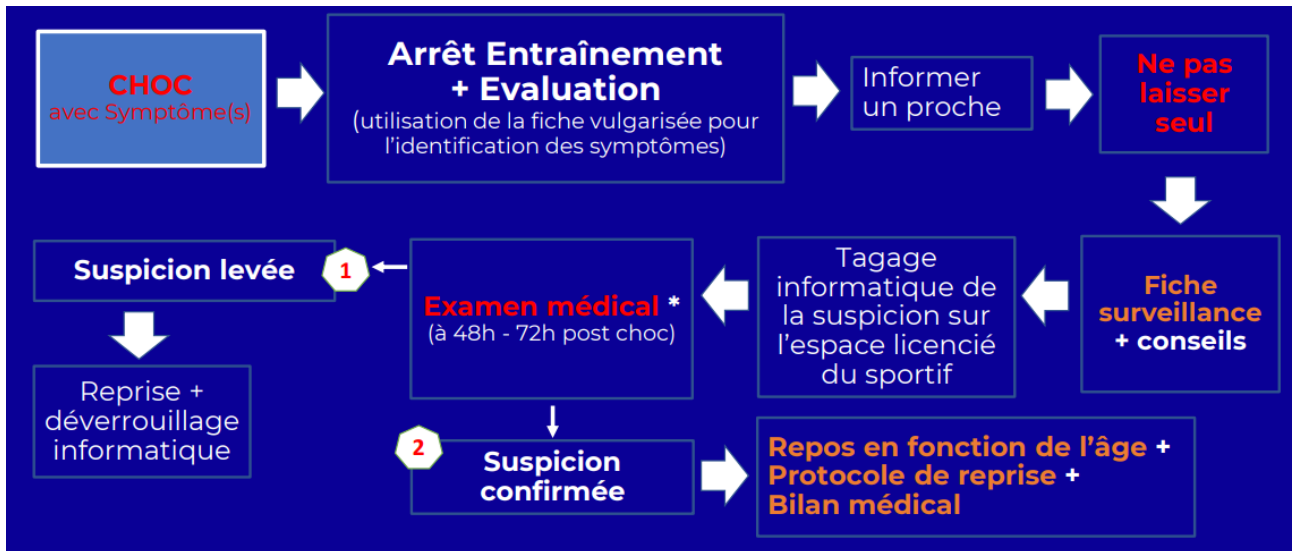 CHOC
avec Symptôme(s)
Arrêt Entraînement
+ Evaluation
(utilisation de la fiche vulgarisée pour
l'identification des symptômes)
Informer
un proche
Ne pas
laisser
seul
Fiche
surveillance
+ conseils
Tagage
informatique de
la suspicion sur
l'espace licencié
du sportif
Examen médical *
(à 48h - 72h post choc)
1
Suspicion levée
Reprise +
déverrouillage
informatique
2
Suspicion
confirmée
Repos en fonction de l'âge +
Protocole de reprise +
Bilan médical